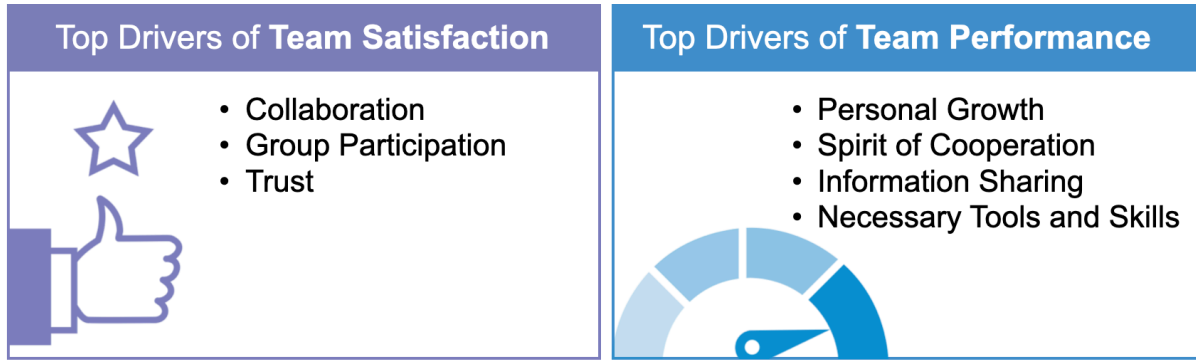 Top Drivers of Team Satisfaction
• Collaboration
• Group Participation
• Trust
Top Drivers of Team Performance
• Personal Growth
• Spirit of Cooperation
• Information Sharing
• Necessary Tools and Skills